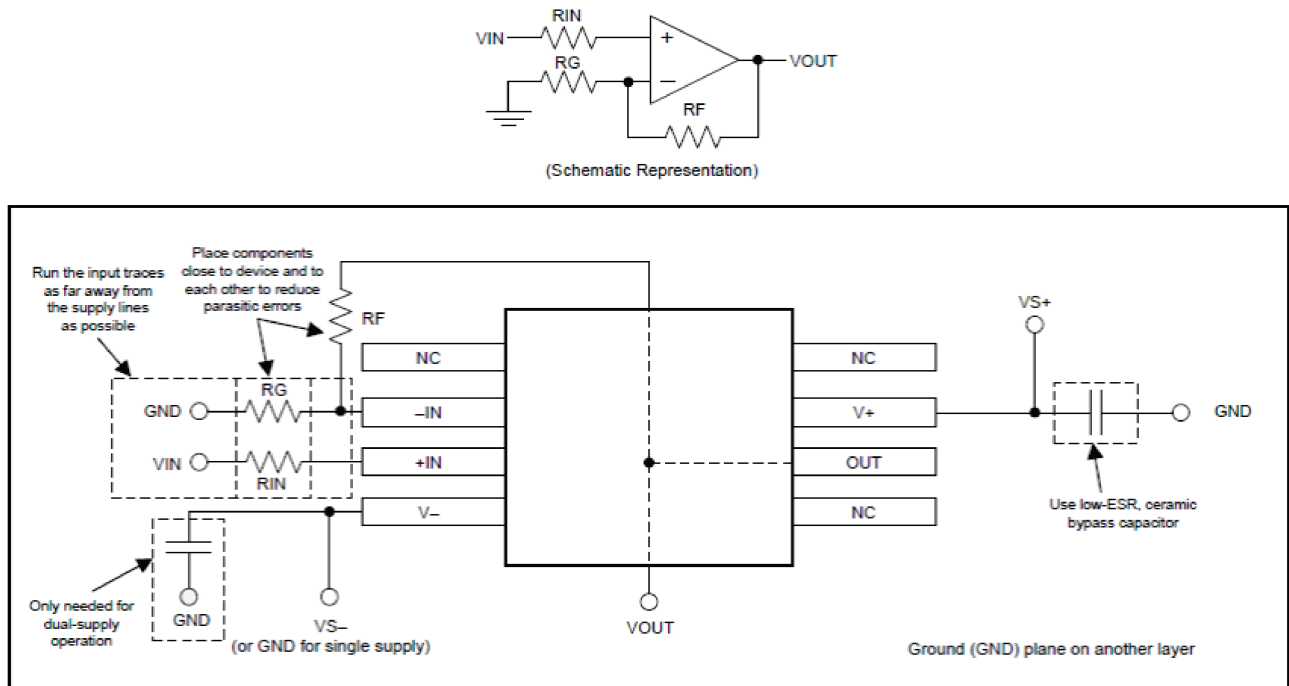 RIN
VIN
+
VOUT
RG
−
RF
(Schematic Representation)
Place components
close to device and to
each other to reduce
parasitic errors
Run the input traces
as far away from
the supply lines
as possible
VS+
RF
NC
NC
RG
GND
–IN
V+
GND
VIN
+IN
OUT
RIN
V–
NC
Use low-ESR, ceramic
bypass capacitor
Only needed for
dual-supply
operation
GND
VS–
(or GND for single supply)
VOUT
Ground (GND) plane on another layer